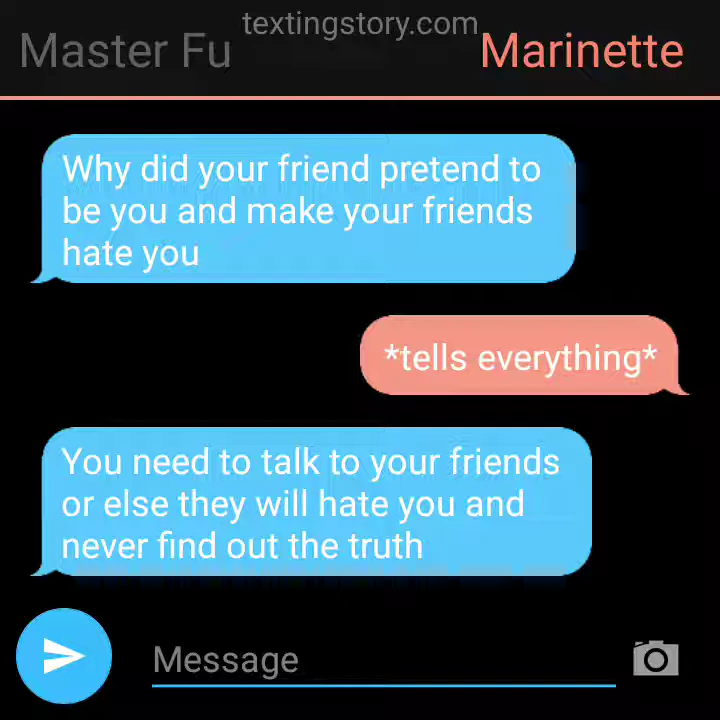 textingstory.com
Master Fu
Marinette
Why did your friend pretend to
be you and make your friends
hate you
*tells everything*
You need to talk to your friends
or else they will hate you and
never find out the truth
Message